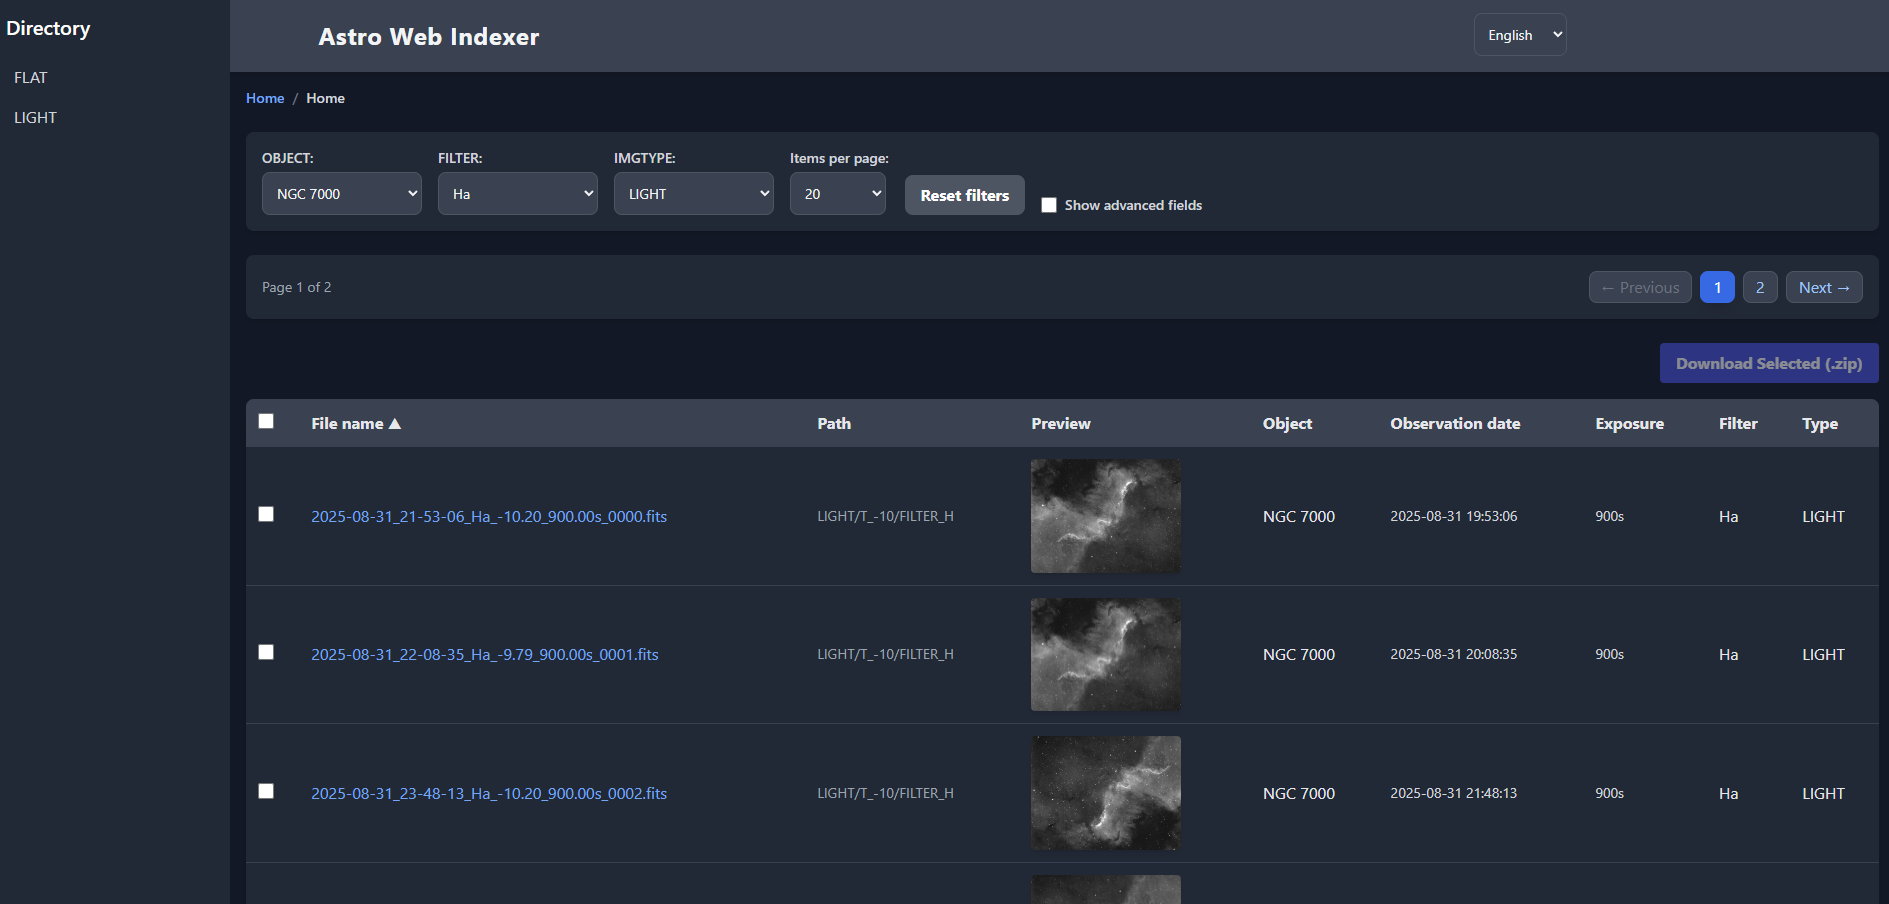 Directory
FLAT
LIGHT
Astro Web Indexer
English
Home / Home
OBJECT: FILTER: IMGTYPE: Items per page:
NGC 7000 Ha LIGHT 20 Reset filters Show advanced fields
Page 1 of 2 ← Previous 1 2 Next →
Download Selected (.zip)
File name ▲ Path Preview Object Observation date Exposure Filter Type
2025-08-31_21-53-06_Ha_-10.20_900.00s_0000.fits LIGHT/T_-10/FILTER_H NGC 7000 2025-08-31 19:53:06 900s Ha LIGHT
2025-08-31_22-08-35_Ha_-9.79_900.00s_0001.fits LIGHT/T_-10/FILTER_H NGC 7000 2025-08-31 20:08:35 900s Ha LIGHT
2025-08-31_23-48-13_Ha_-10.20_900.00s_0002.fits LIGHT/T_-10/FILTER_H NGC 7000 2025-08-31 21:48:13 900s Ha LIGHT